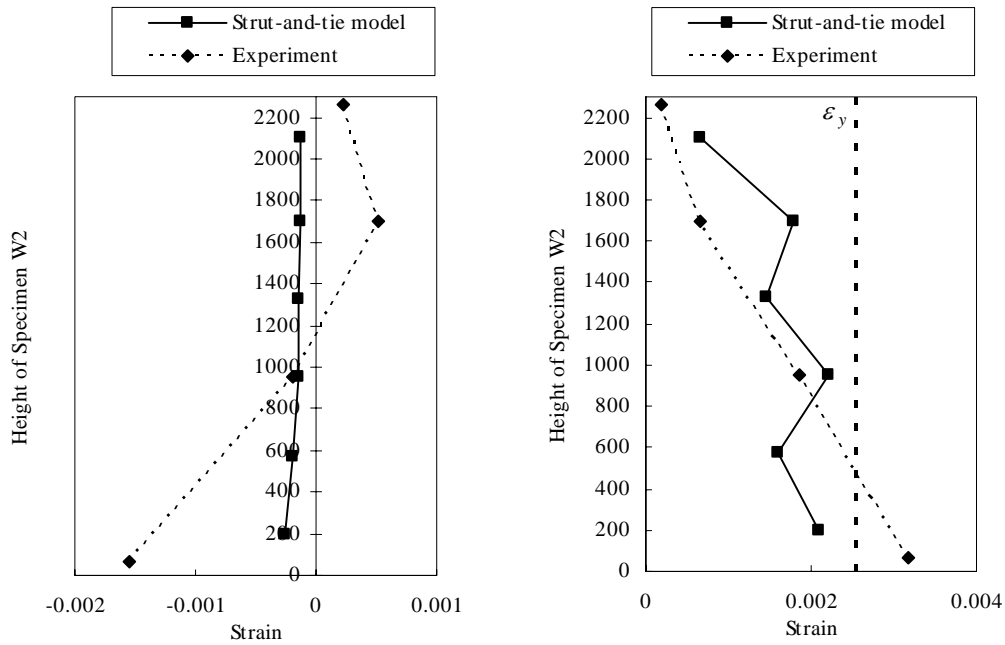 Strut-and-tie model
Experiment
Height of Specimen W2
2200
2000
1800
1600
1400
1200
1000
800
600
400
200
0
-0.002 -0.001 0 0.001
Strain
Strut-and-tie model
Experiment
Height of Specimen W2
ε y
2200
2000
1800
1600
1400
1200
1000
800
600
400
200
0
0 0.002 0.004
Strain